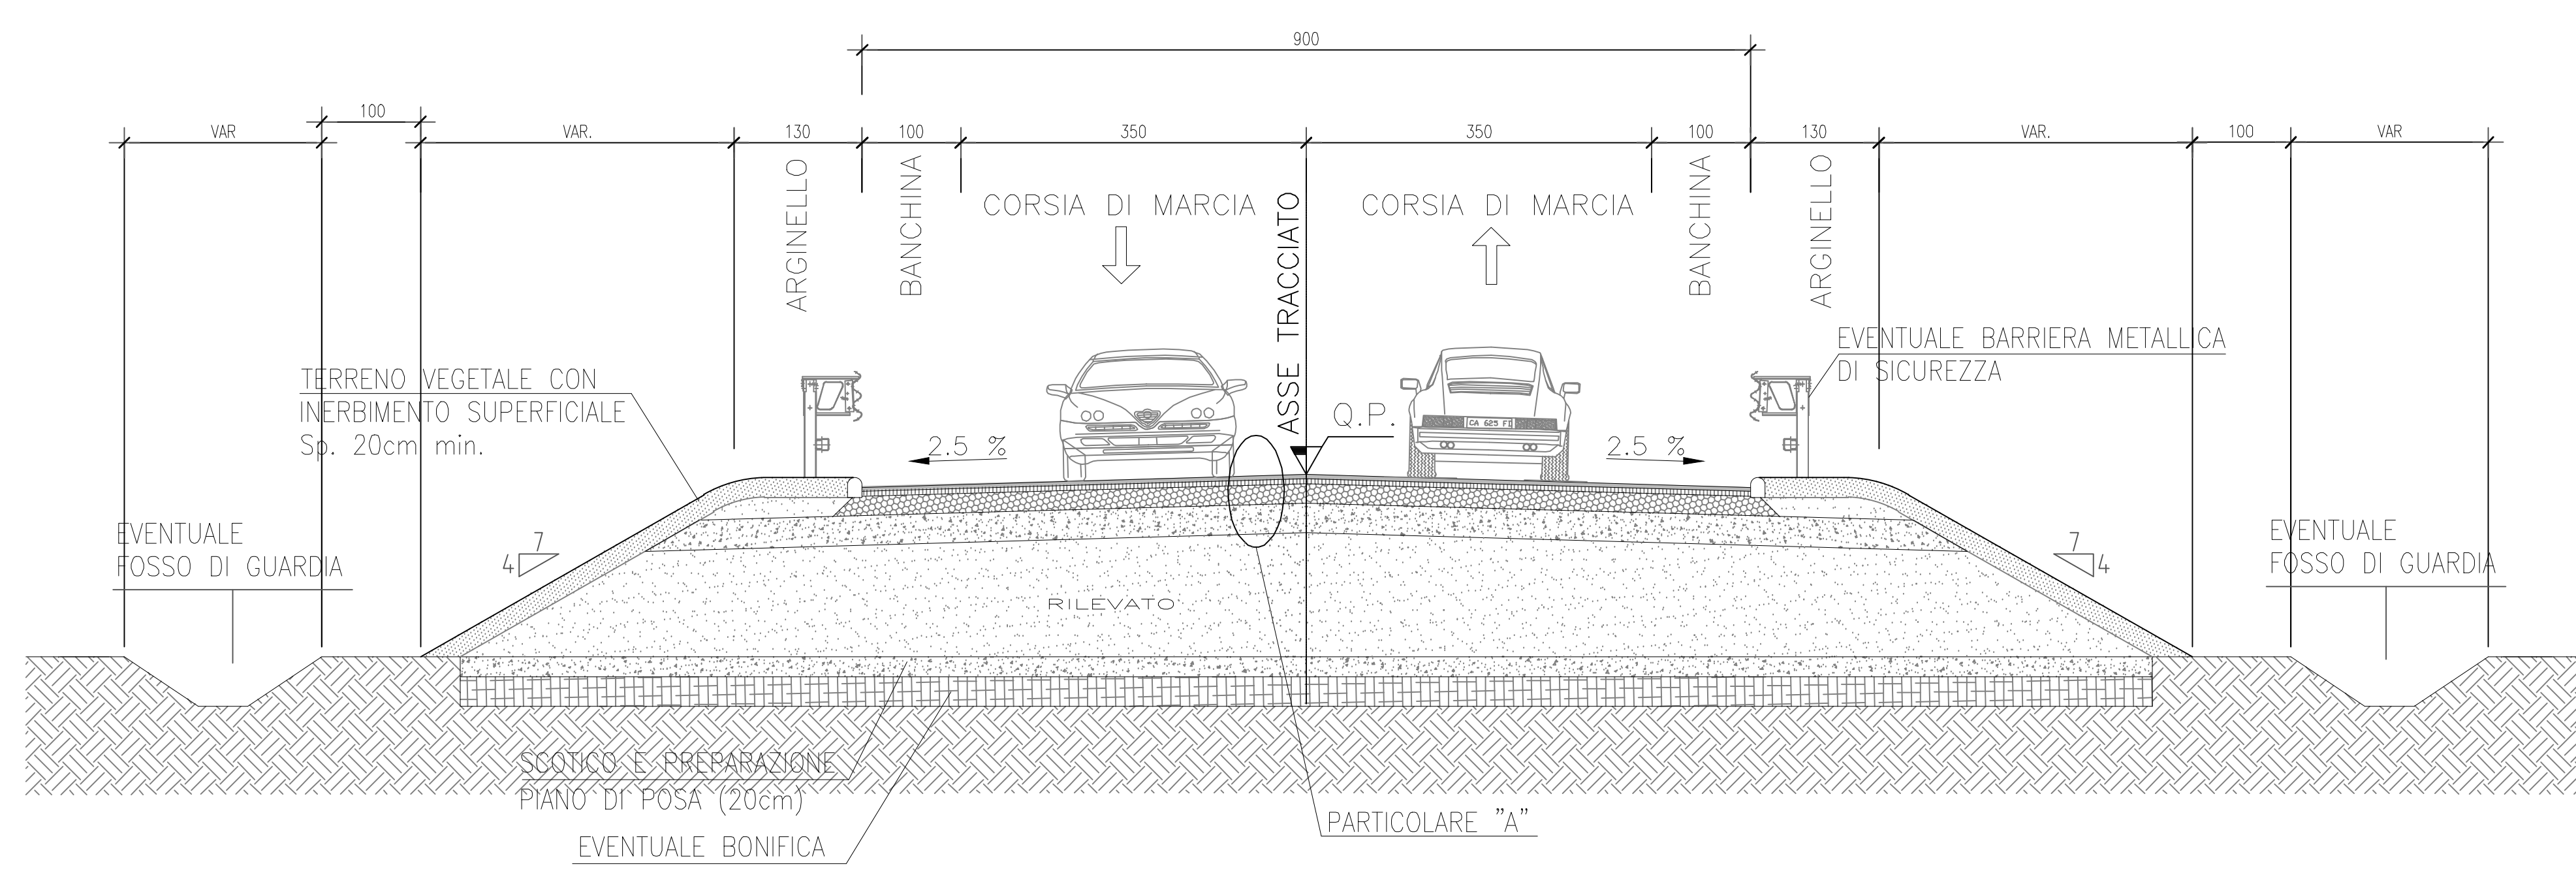 900
100
VAR
VAR.
130
100
350
350
100
130
VAR.
100
VAR
ARGINELLO
BANCHINA
CORSIA DI MARCIA
ASSE TRACCIATO
CORSIA DI MARCIA
BANCHINA
ARGINELLO
EVENTUALE BARRIERA METALLICA
DI SICUREZZA
TERRENO VEGETALE CON
INERBIMENTO SUPERFICIALE
Sp. 20cm min.
Q.P.
CA 625 FI
2.5 %
2.5 %
EVENTUALE
FOSSO DI GUARDIA
7
4
7
4
EVENTUALE
FOSSO DI GUARDIA
RILEVATO
SCOTICO E PREPARAZIONE
PIANO DI POSA (20cm)
EVENTUALE BONIFICA
PARTICOLARE "A"